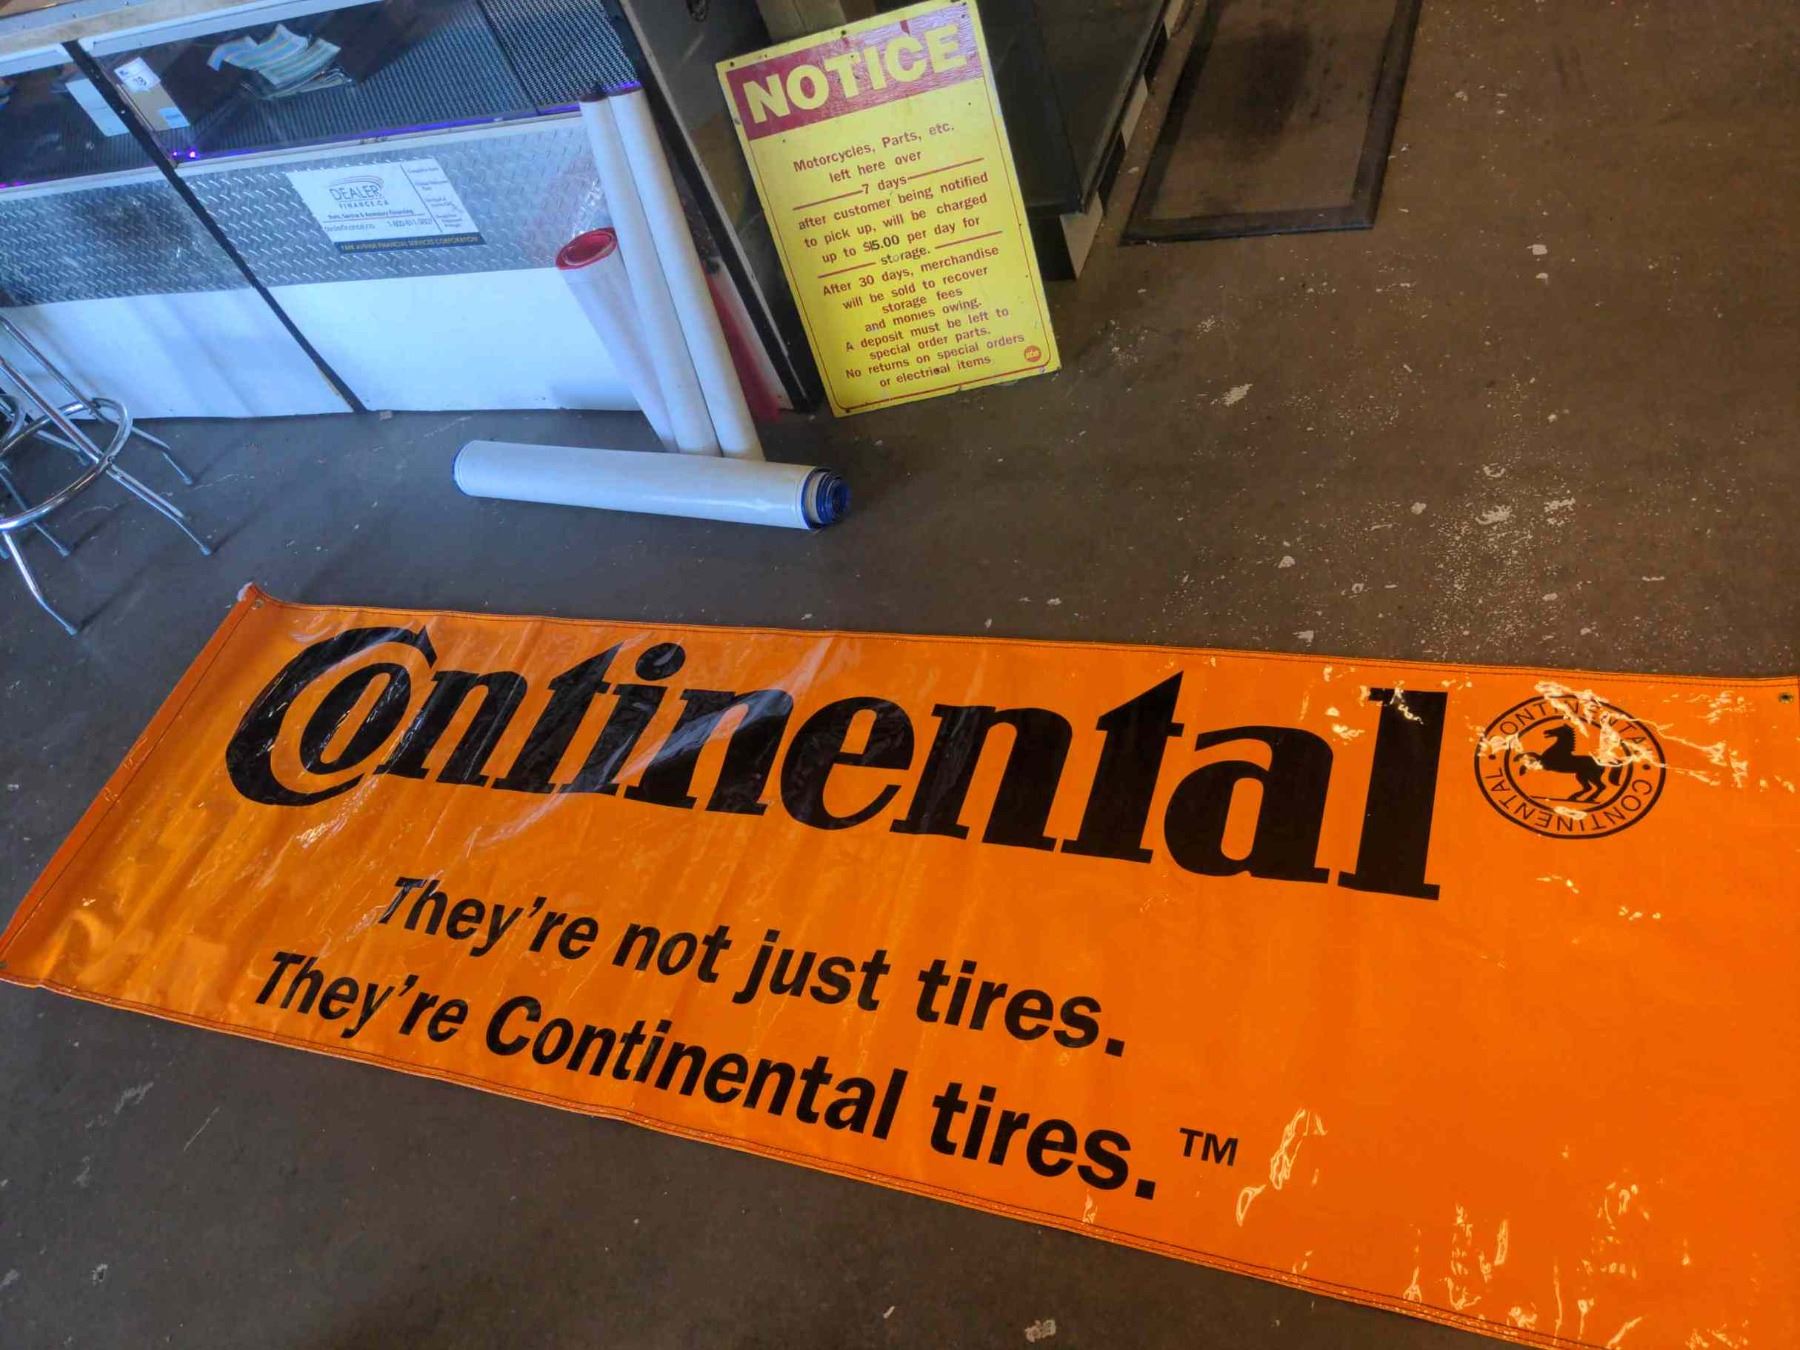 NOTICE
Motorcycles, Parts, etc.
left here over
7 days
after customer being notified
to pick up, will be charged
up to $15.00 per day for
storage.
After 30 days, merchandise
will be sold to recover
storage fees
and monies owing.
A deposit must be left to
special order parts.
No returns on special orders
or electrical items
DEALER
FINANCE.CA
Continental
CONTINENTAL
CONTINENTAL
They're not just tires.
They're Continental tires.™